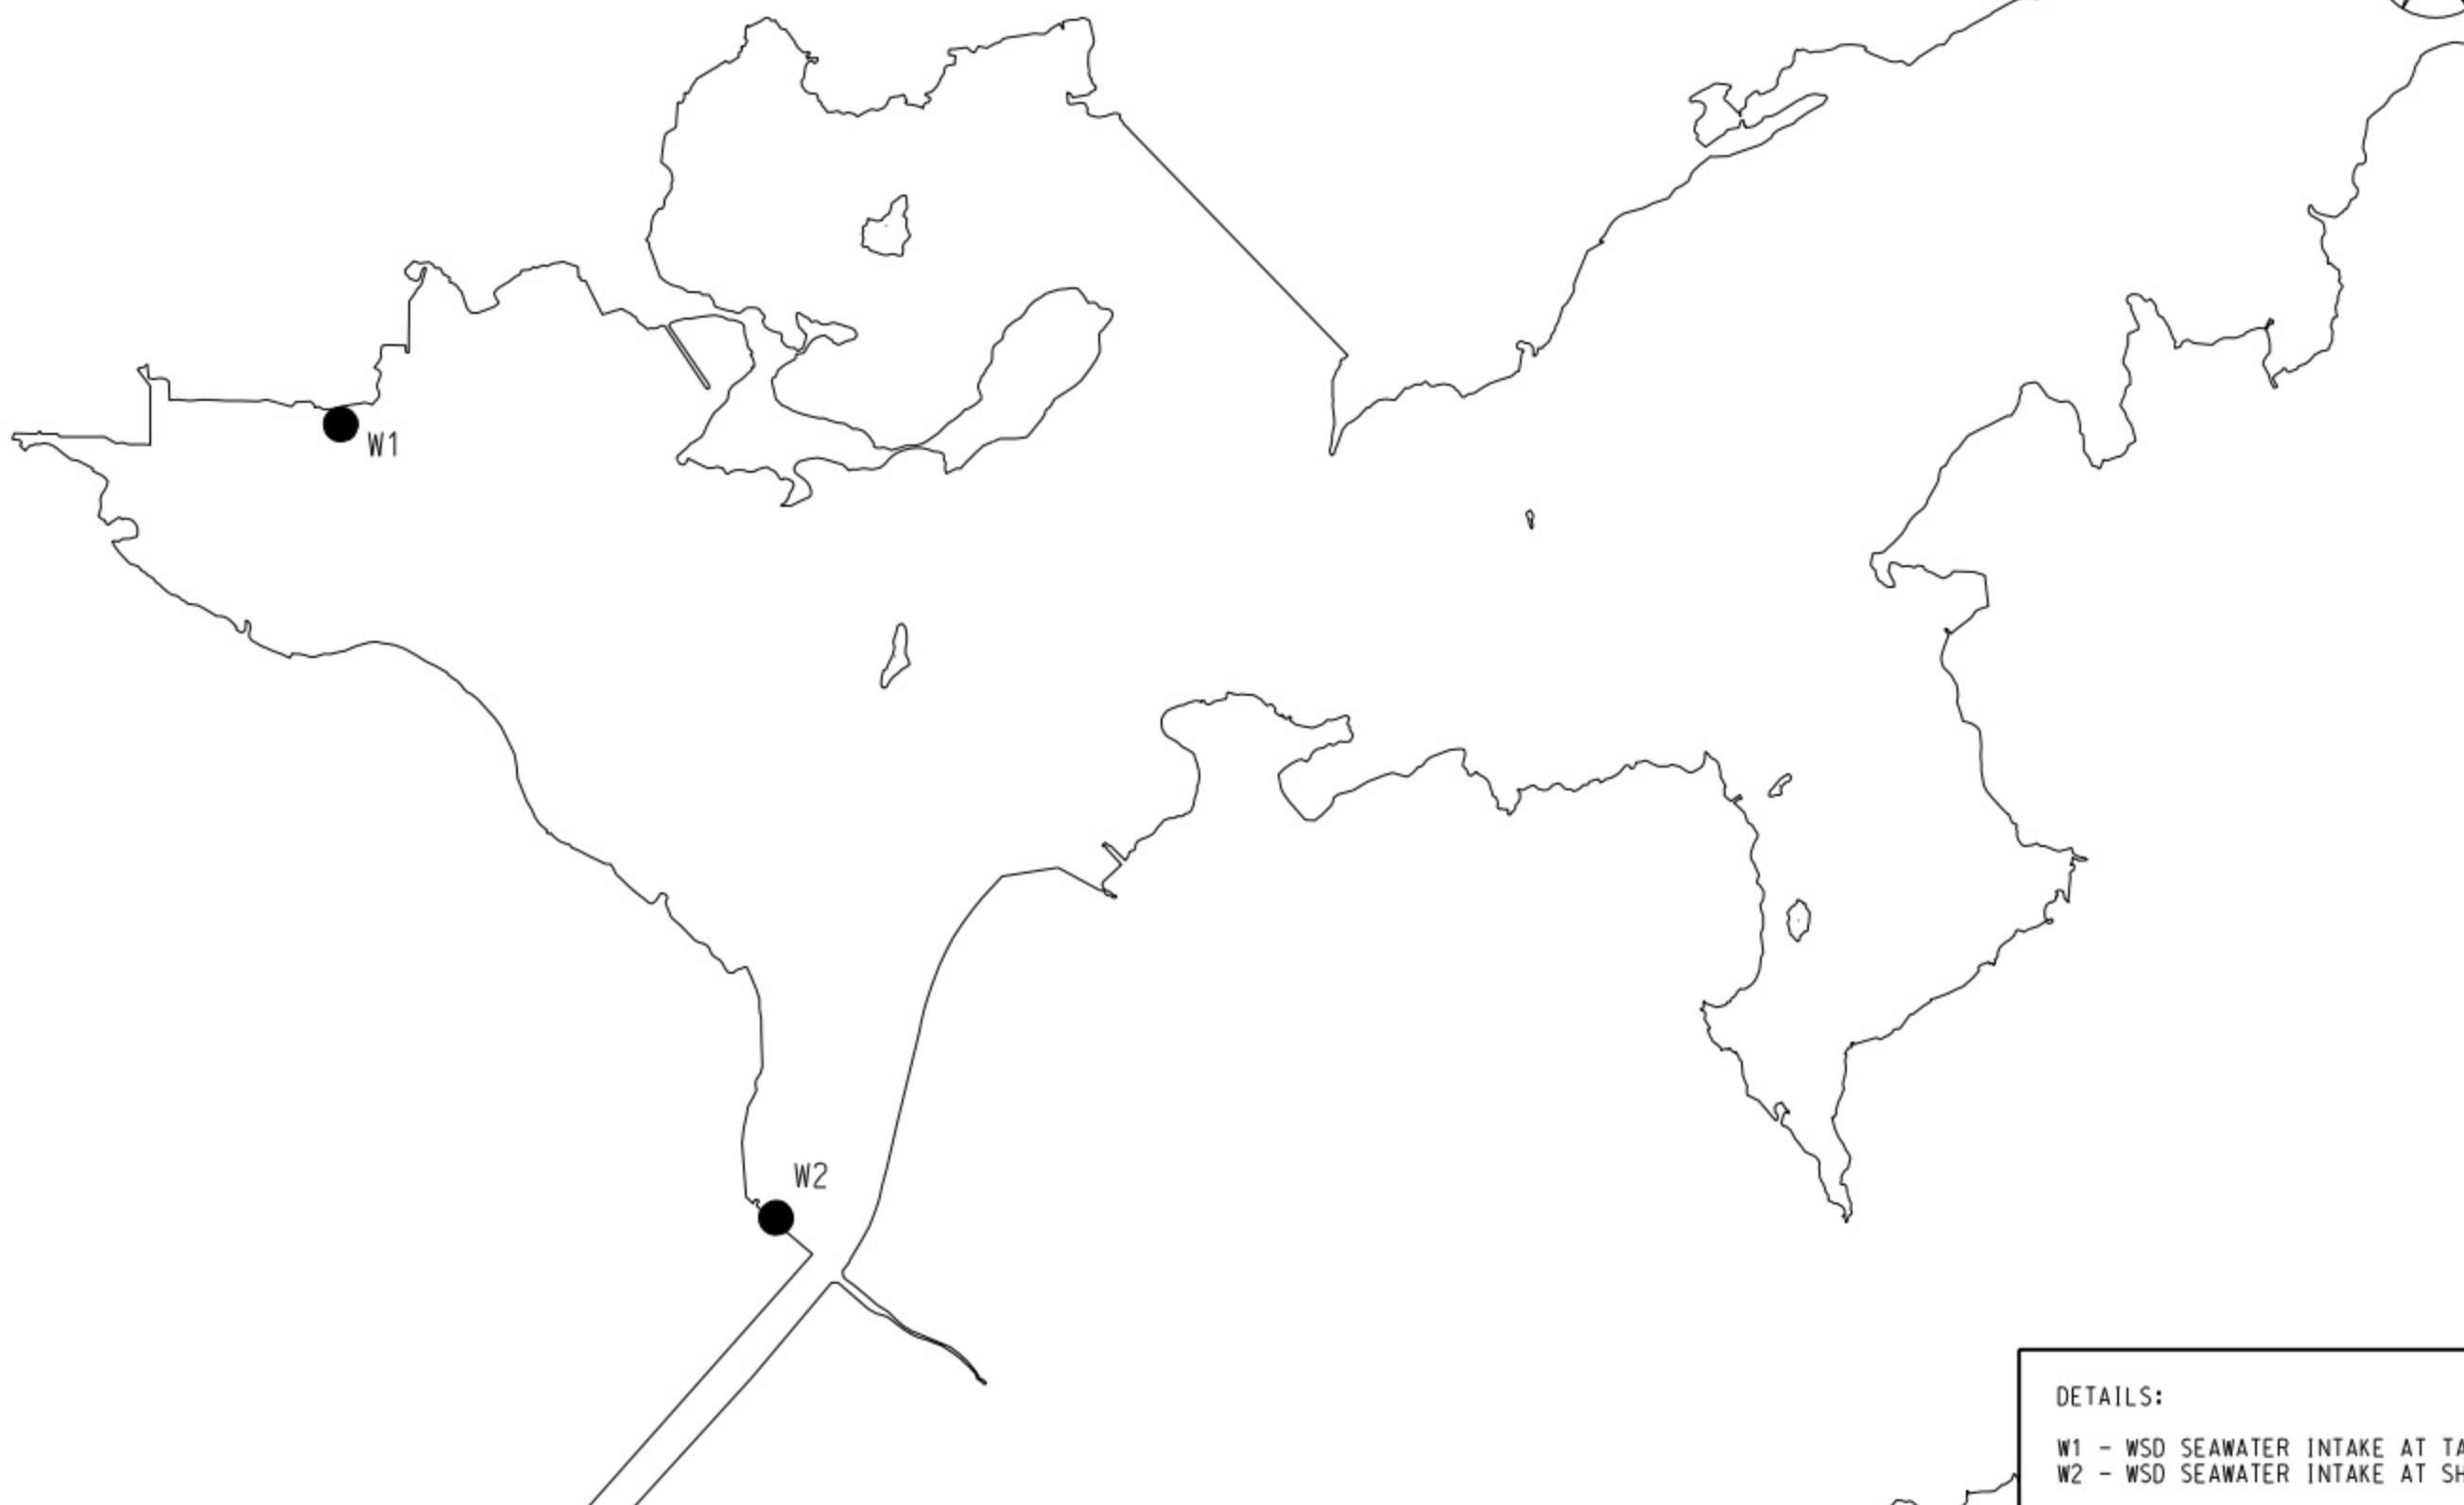 W1
W2
DETAILS:
W1 - WSD SEAWATER INTAKE AT
W2 - WSD SEAWATER INTAKE AT